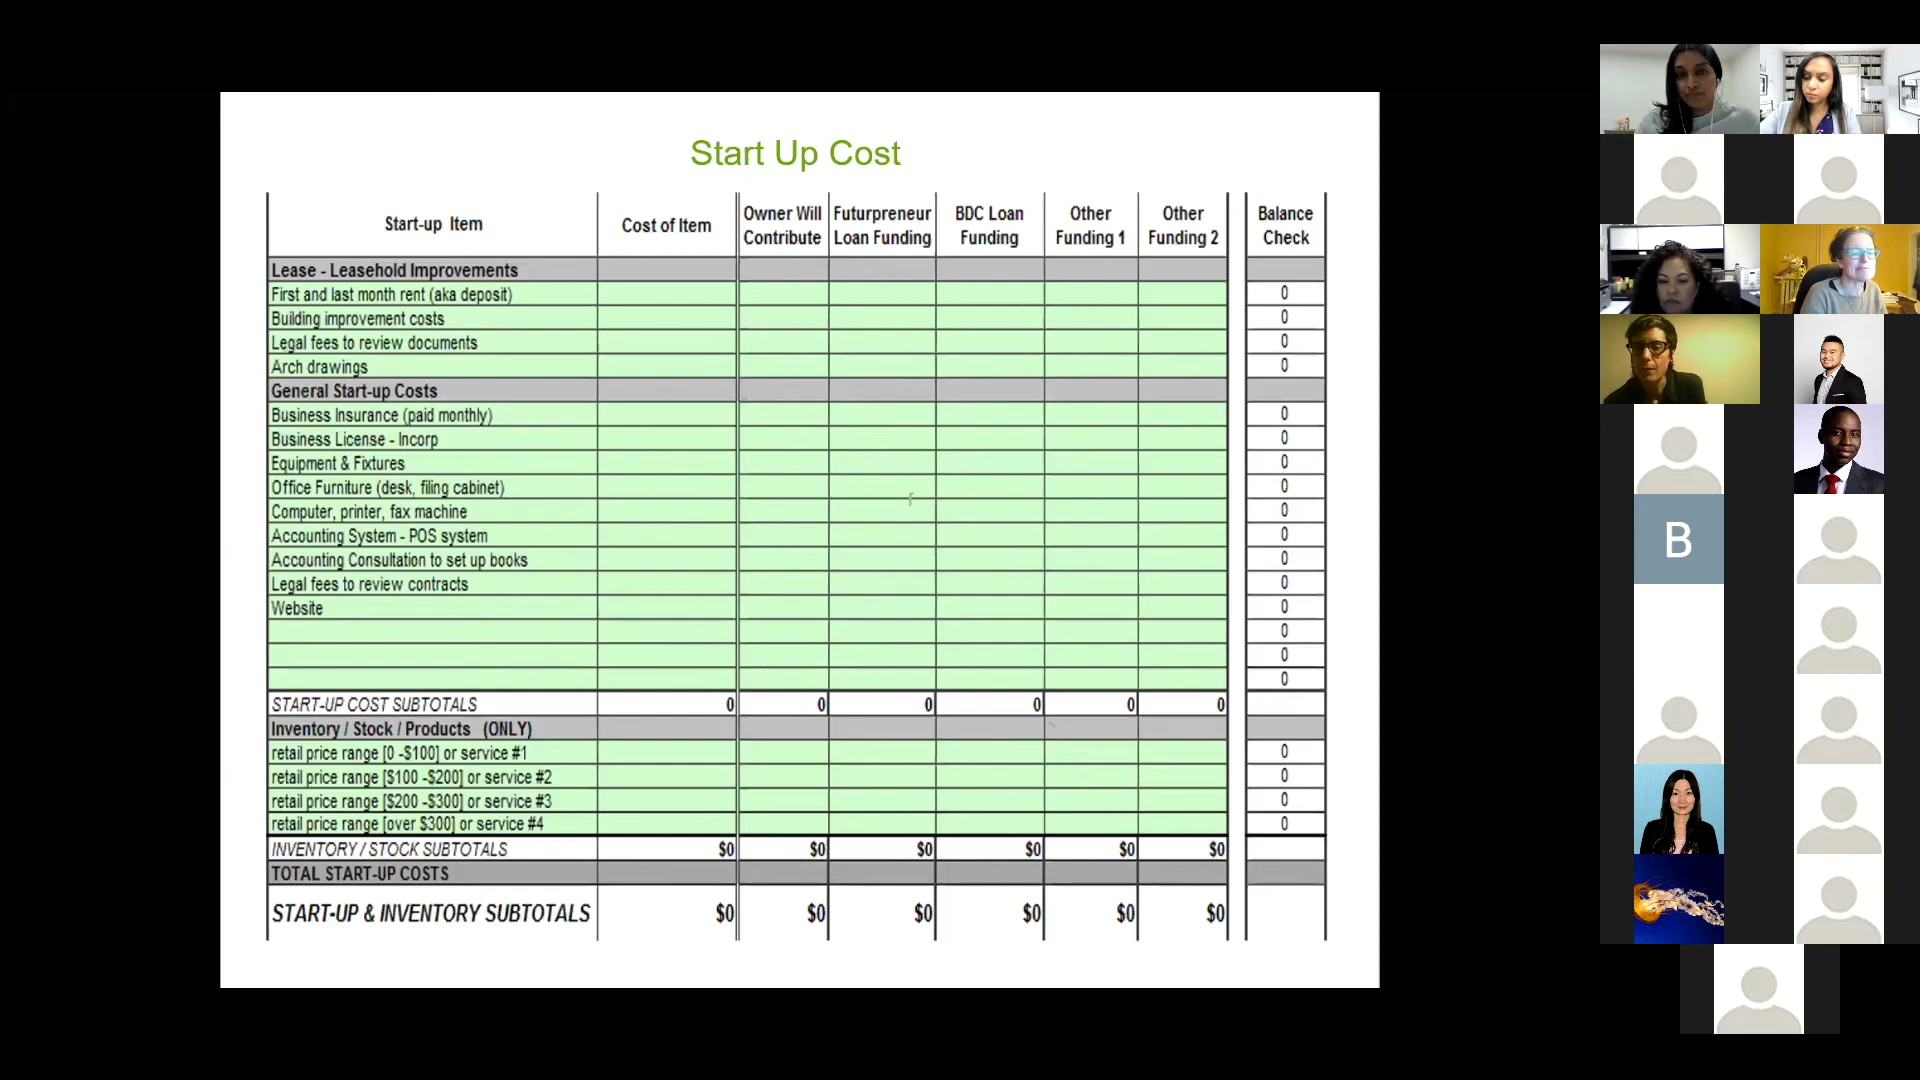 Start Up Cost
Start-up Item Cost of Item Owner Will Contribute Futurpreneur Loan Funding BDC Loan Funding Other Funding 1 Other Funding 2 Balance Check
Lease - Leasehold Improvements
First and last month rent (aka deposit) 0
Building improvement costs 0
Legal fees to review documents 0
Arch drawings 0
General Start-up Costs
Business Insurance (paid monthly) 0
Business License - Incorp 0
Equipment & Fixtures 0
Office Furniture (desk, filing cabinet) 0
Computer, printer, fax machine 0
Accounting System - POS system 0
Accounting Consultation to set up books 0
Legal fees to review contracts 0
Website 0
0
0
0
START-UP COST SUBTOTALS 0 0 0 0 0 0
Inventory / Stock / Products (ONLY)
retail price range [0 -$100] or service #1 0
retail price range [$100 -$200] or service #2 0
retail price range [$200 -$300] or service #3 0
retail price range [over $300] or service #4 0
INVENTORY / STOCK SUBTOTALS $0 $0 $0 $0 $0 $0
TOTAL START-UP COSTS
START-UP & INVENTORY SUBTOTALS $0 $0 $0 $0 $0 $0
B